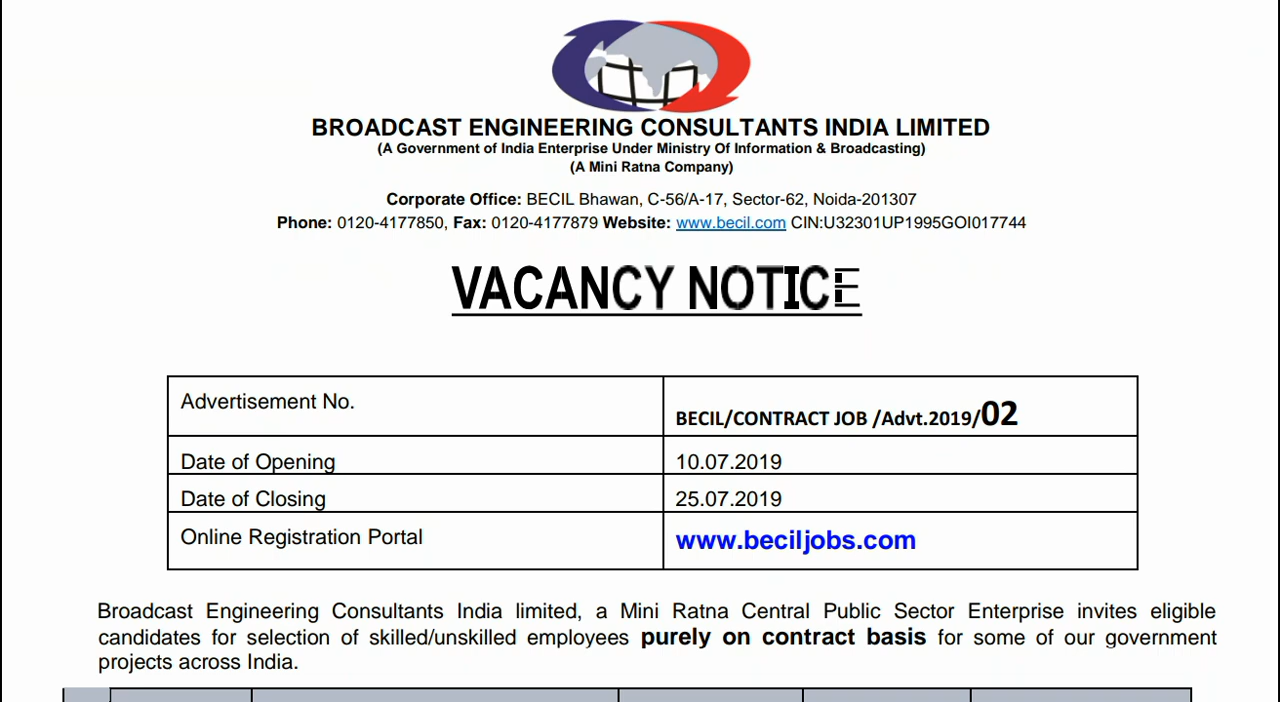 BROADCAST ENGINEERING CONSULTANTS INDIA LIMITED
(A Government of India Enterprise Under Ministry Of Information & Broadcasting)
(A Mini Ratna Company)
Corporate Office: BECIL Bhawan, C-56/A-17, Sector-62, Noida-201307
Phone: 0120-4177850, Fax: 0120-4177879 Website: www.becil.com CIN:U32301UP1995GOI017744
VACANCY NOTICE
Advertisement No. BECIL/CONTRACT JOB /Advt.2019/02
Date of Opening 10.07.2019
Date of Closing 25.07.2019
Online Registration Portal www.beciljobs.com
Broadcast Engineering Consultants India limited, a Mini Ratna Central Public Sector Enterprise invites eligible
candidates for selection of skilled/unskilled employees purely on contract basis for some of our government
projects across India.